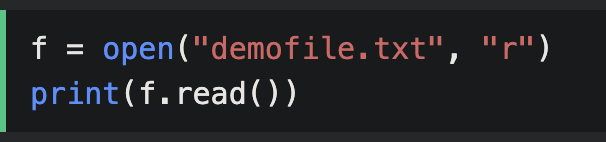 f = open("demofile.txt", "r")
print(f.read())